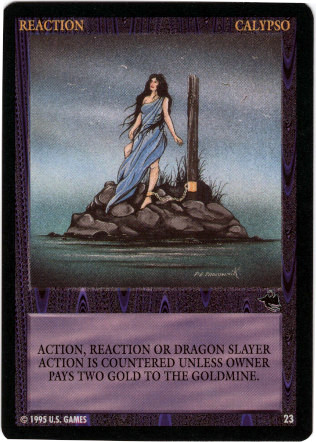 REACTION CALYPSO
ACTION, REACTION OR DRAGON SLAYER
ACTION IS COUNTERED UNLESS OWNER
PAYS TWO GOLD TO THE GOLDMINE.
© 1995 U.S. GAMES 23